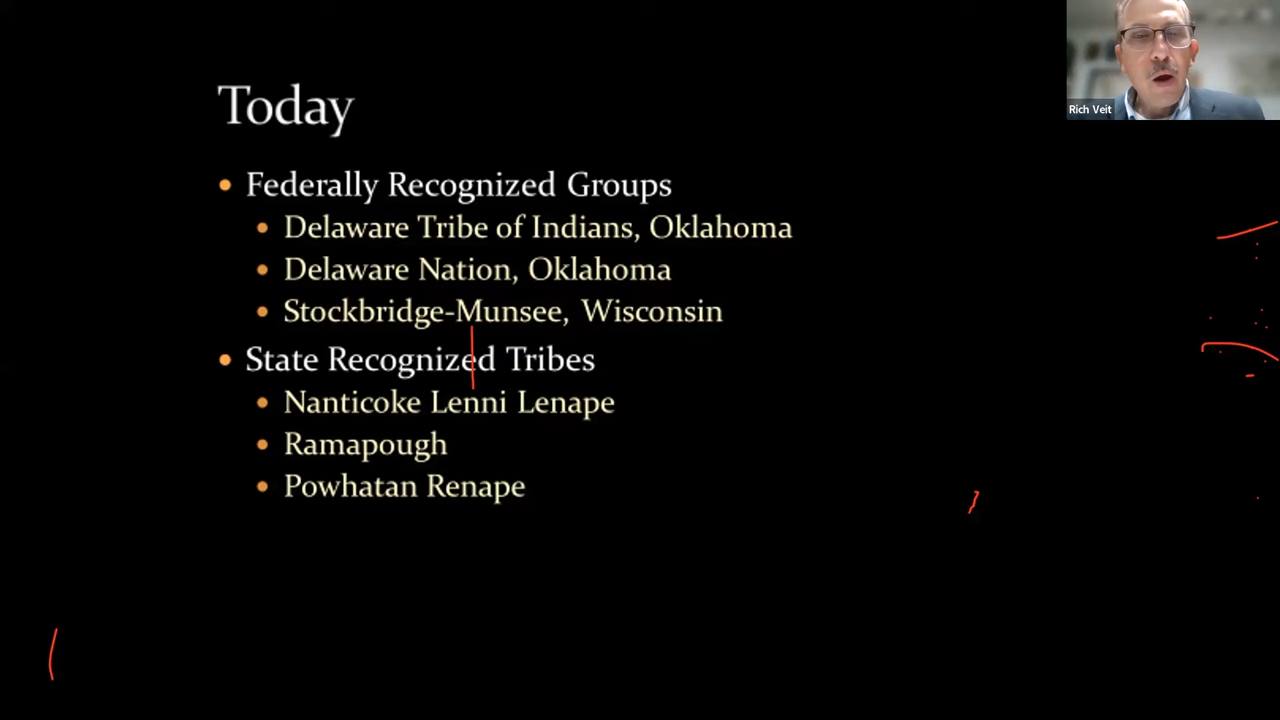 Today
Federally Recognized Groups
Delaware Tribe of Indians, Oklahoma
Delaware Nation, Oklahoma
Stockbridge-Munsee, Wisconsin
State Recognized Tribes
Nanticoke Lenni Lenape
Ramapough
Powhatan Renape
Rich Veit